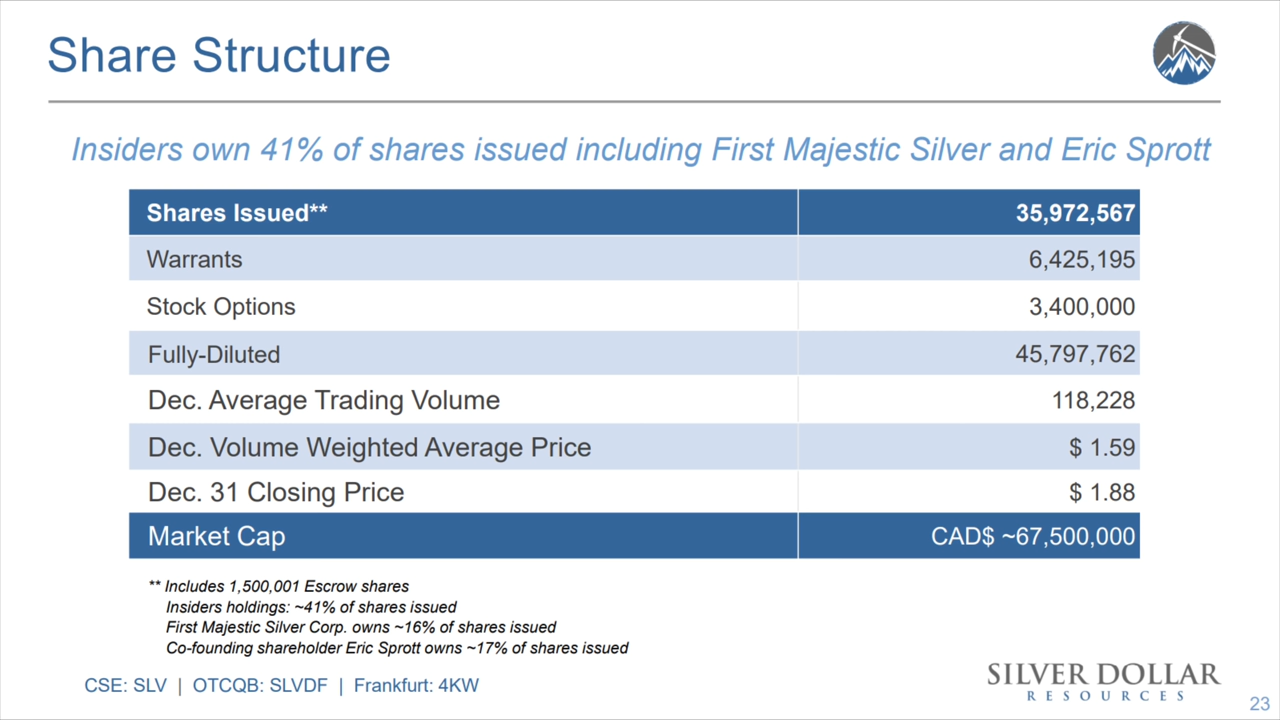 Share Structure
Insiders own 41% of shares issued including First Majestic Silver and Eric Sprott
Shares Issued** 35,972,567
Warrants 6,425,195
Stock Options 3,400,000
Fully-Diluted 45,797,762
Dec. Average Trading Volume 118,228
Dec. Volume Weighted Average Price $ 1.59
Dec. 31 Closing Price $ 1.88
Market Cap CAD$ ~67,500,000
** Includes 1,500,001 Escrow shares
Insiders holdings: ~41% of shares issued
First Majestic Silver Corp. owns ~16% of shares issued
Co-founding shareholder Eric Sprott owns ~17% of shares issued
CSE: SLV | OTCQB: SLVDF | Frankfurt: 4KW
SILVER DOLLAR
RESOURCES
23